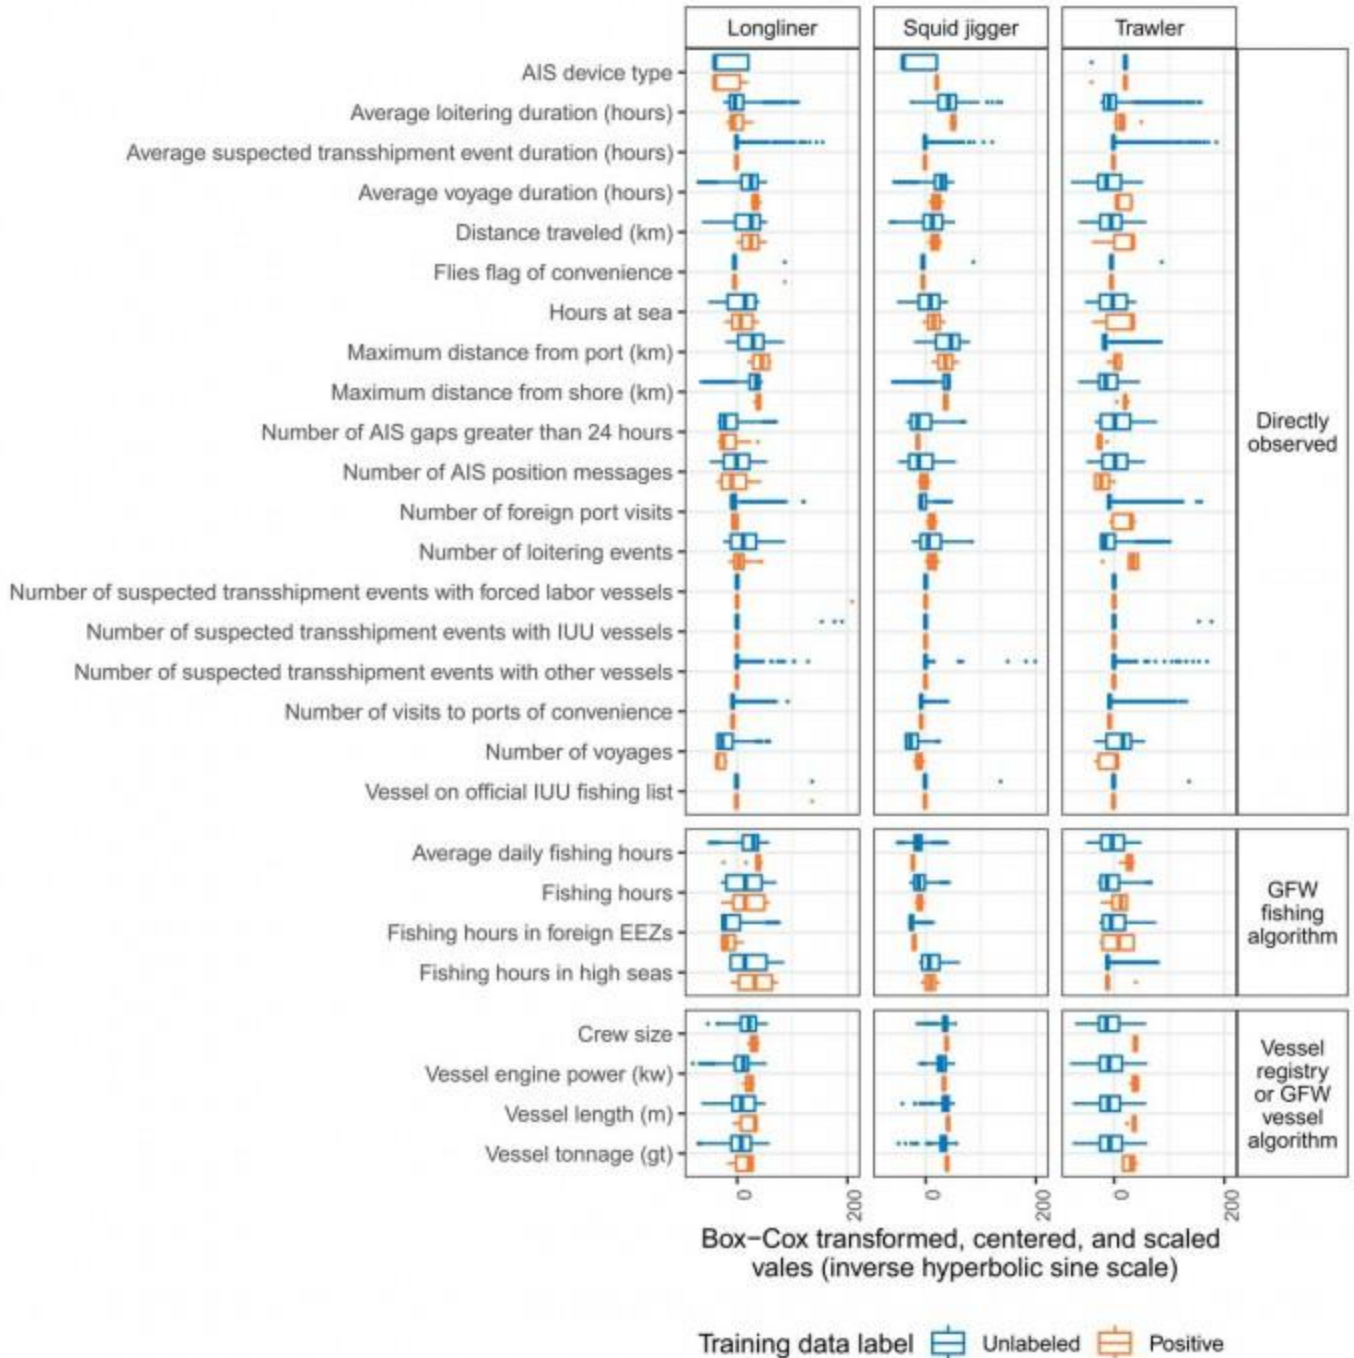 Longliner
Squid jigger
Trawler
AIS device type
Average loitering duration (hours)
Average suspected transshipment event duration (hours)
Average voyage duration (hours)
Distance traveled (km)
Flies flag of convenience
Hours at sea
Maximum distance from port (km)
Maximum distance from shore (km)
Number of AIS gaps greater than 24 hours
Number of AIS position messages
Number of foreign port visits
Number of loitering events
Number of suspected transshipment events with forced labor vessels
Number of suspected transshipment events with IUU vessels
Number of suspected transshipment events with other vessels
Number of visits to ports of convenience
Number of voyages
Vessel on official IUU fishing list
Directly
observed
Average daily fishing hours
Fishing hours
Fishing hours in foreign EEZs
Fishing hours in high seas
GFW
fishing
algorithm
Crew size
Vessel engine power (kw)
Vessel length (m)
Vessel tonnage (gt)
Vessel
registry
or GFW
vessel
algorithm
0
200
0
200
0
200
Box−Cox transformed, centered, and scaled
vales (inverse hyperbolic sine scale)
Training data label Unlabeled Positive